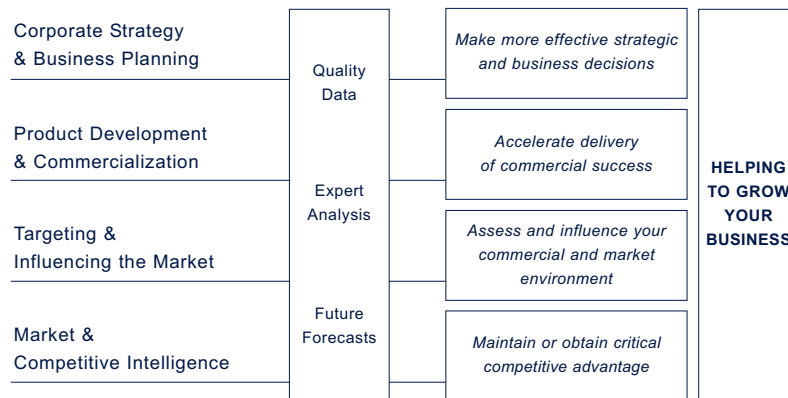 Corporate Strategy
& Business Planning
Product Development
& Commercialization
Targeting &
Influencing the Market
Market &
Competitive Intelligence
Quality
Data
Expert
Analysis
Future
Forecasts
Make more effective strategic
and business decisions
Accelerate delivery
of commercial success
Assess and influence your
commercial and market
environment
Maintain or obtain critical
competitive advantage
HELPING
TO GROW
YOUR
BUSINESS